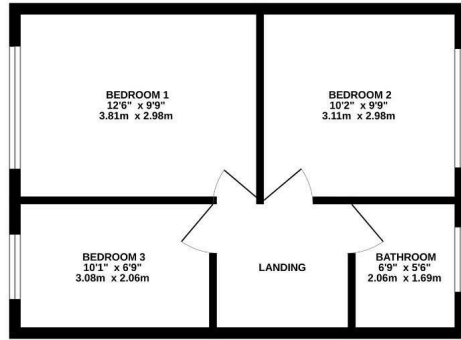 BEDROOM 1
12'6" x 9'9"
3.81m x 2.98m
BEDROOM 2
10'2" x 9'9"
3.11m x 2.98m
BEDROOM 3
10'1" x 6'9"
3.08m x 2.06m
LANDING
BATHROOM
6'9" x 5'6"
2.06m x 1.69m